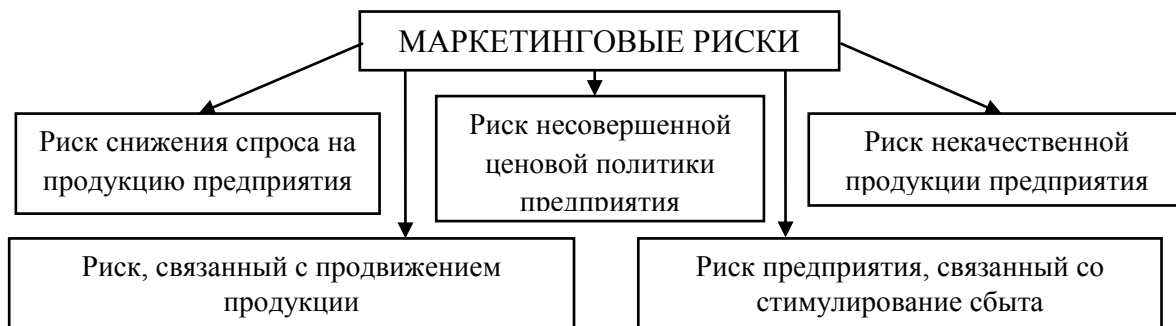 МАРКЕТИНГОВЫЕ РИСКИ
Риск снижения спроса на
продукцию предприятия
Риск несовершенной
ценовой политики
предприятия
Риск некачественной
продукции предприятия
Риск, связанный с продвижением
продукции
Риск предприятия, связанный со
стимулирование сбыта